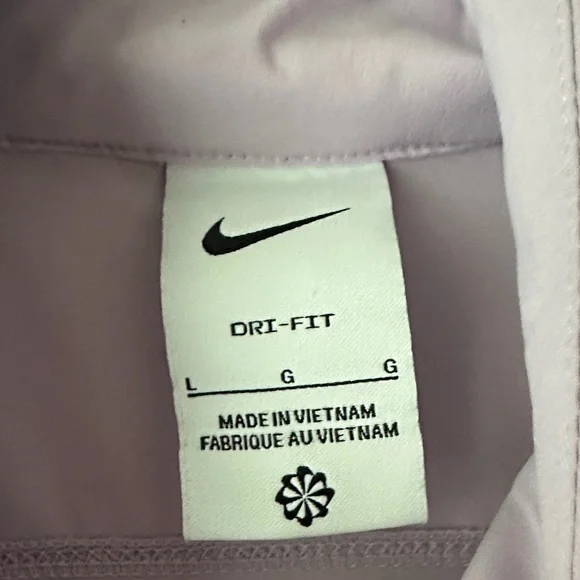 DRI-FIT
L G G
MADE IN VIETNAM
FABRIQUE AU VIETNAM